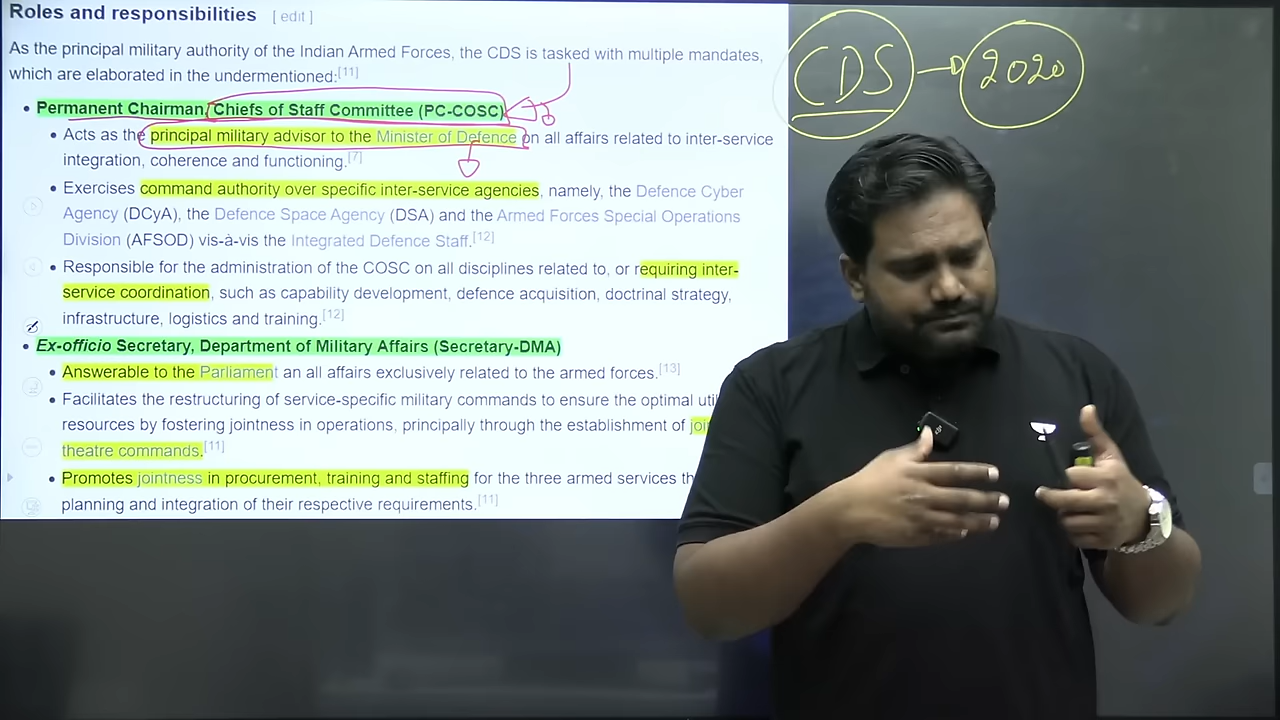 Roles and responsibilities [ edit ]
As the principal military authority of the Indian Armed Forces, the CDS is tasked with multiple mandates,
which are elaborated in the undermentioned:[11]
• Permanent Chairman, Chiefs of Staff Committee (PC-COSC)
• Acts as the principal military advisor to the Minister of Defence on all affairs related to inter-service
integration, coherence and functioning.[7]
• Exercises command authority over specific inter-service agencies, namely, the Defence Cyber
Agency (DCyA), the Defence Space Agency (DSA) and the Armed Forces Special Operations
Division (AFSOD) vis-à-vis the Integrated Defence Staff.[12]
• Responsible for the administration of the COSC on all disciplines related to, or requiring inter-
service coordination, such as capability development, defence acquisition, doctrinal strategy,
infrastructure, logistics and training.[12]
• Ex-officio Secretary, Department of Military Affairs (Secretary-DMA)
• Answerable to the Parliament an all affairs exclusively related to the armed forces.[13]
• Facilitates the restructuring of service-specific military commands to ensure the optimal
resources by fostering jointness in operations, principally through the establishment of
theatre commands.[11]
• Promotes jointness in procurement, training and staffing for the three armed services
planning and integration of their respective requirements.[11]
CDS → 2020